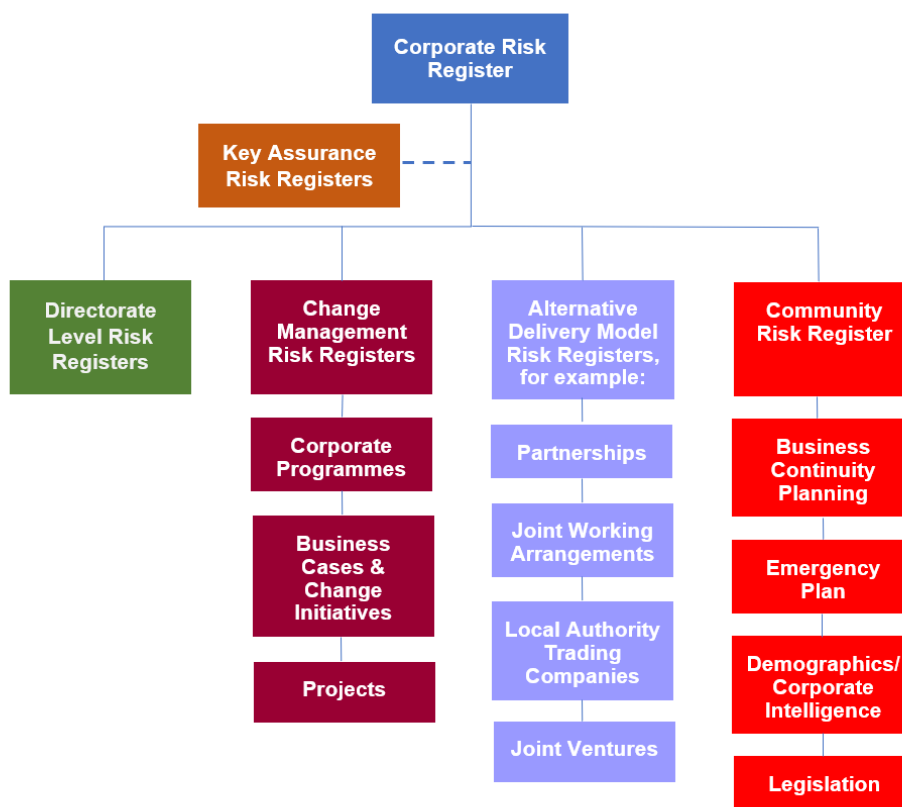 Corporate Risk
Register
Key Assurance
Risk Registers
Directorate
Level Risk
Registers
Change
Management
Risk Registers
Corporate
Programmes
Business
Cases &
Change
Initiatives
Projects
Alternative
Delivery Model
Risk Registers,
for example:
Partnerships
Joint Working
Arrangements
Local Authority
Trading
Companies
Joint Ventures
Community
Risk Register
Business
Continuity
Planning
Emergency
Plan
Demographics/
Corporate
Intelligence
Legislation